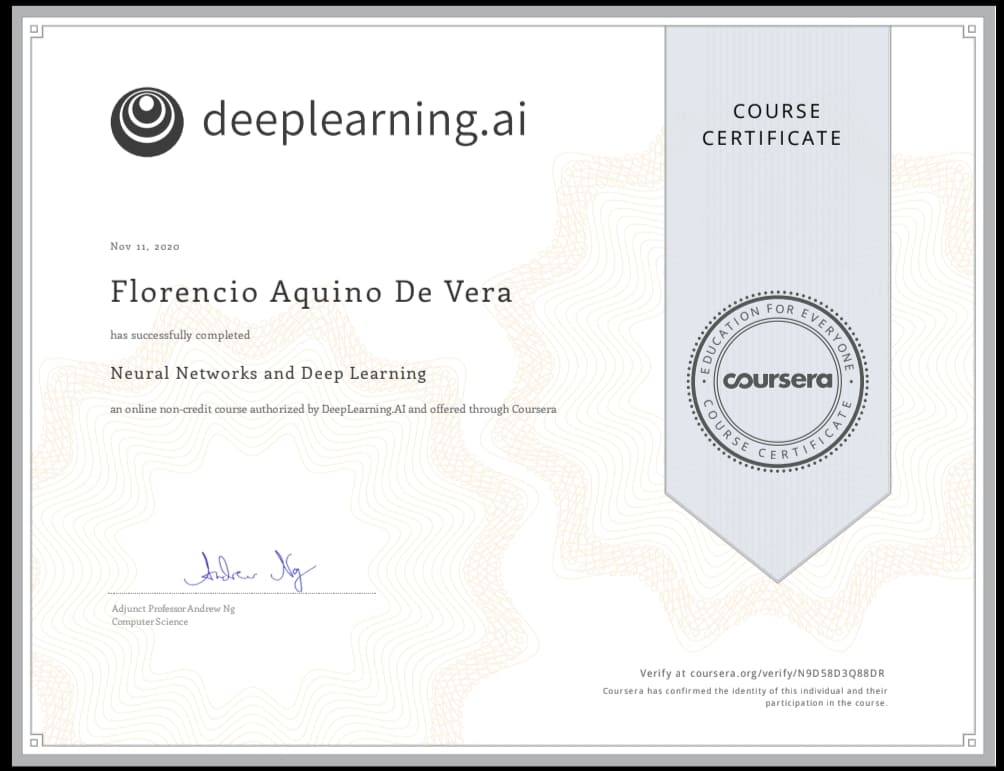 deeplearning.ai
COURSE
CERTIFICATE
Nov 11, 2020
Florencio Aquino De Vera
has successfully completed
Neural Networks and Deep Learning
an online non-credit course authorized by DeepLearning.AI and offered through Coursera
EDUCATION FOR EVERYONE
coursera
COURSE CERTIFICATE
Andrew Ng
Adjunct Professor Andrew Ng
Computer Science
Verify at coursera.org/verify/N9D58D3Q88DR
Coursera has confirmed the identity of this individual and their
participation in the course.